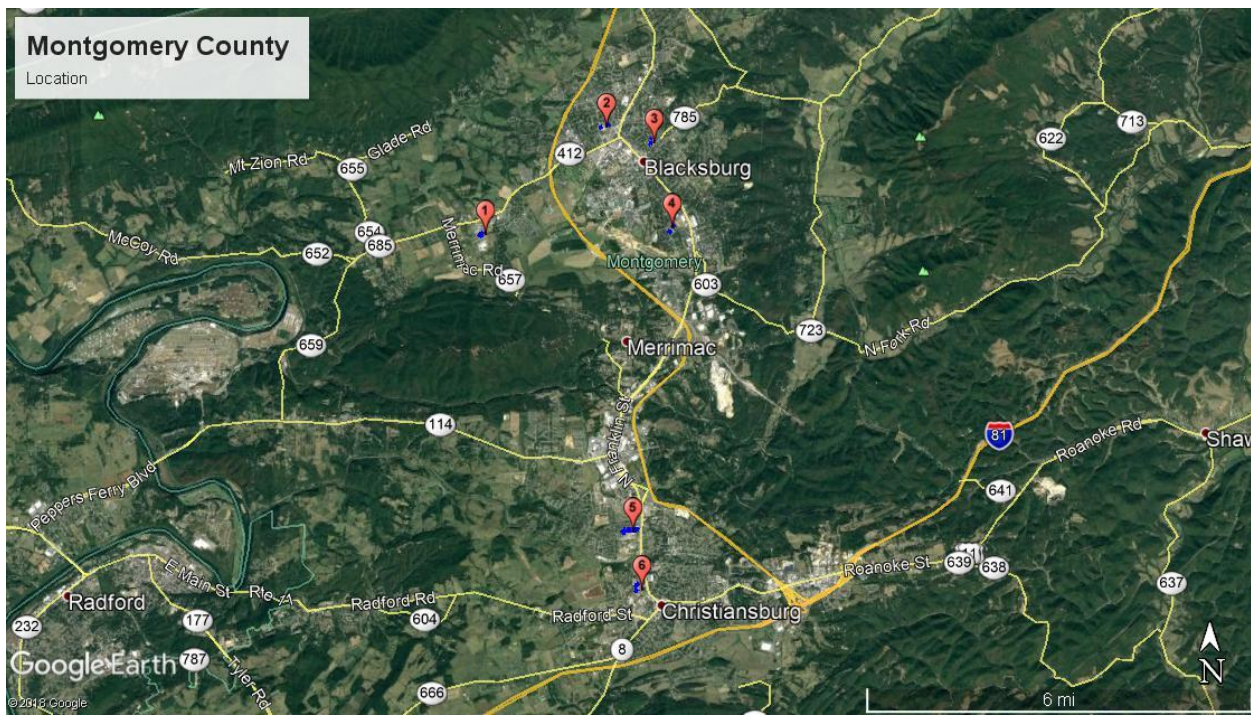 Montgomery County
Location
2
3
785
713
622
Glade Rd
Mt Zion Rd
655
412
Blacksburg
1
4
654
685
McCoy Rd
652
Merrimac Rd
657
Montgomery
603
659
723
N Fork Rd
Merrimac
114
N Franklin St
81
Roanoke Rd
Shaw
Peppers Ferry Blvd
641
5
6
Roanoke St
639
638
E Main St
Rte 11
Radford
Radford Rd
604
Radford St
Christiansburg
637
232
177
8
Tyler Rd
787
666
N
Google Earth
©2018 Google
6 mi